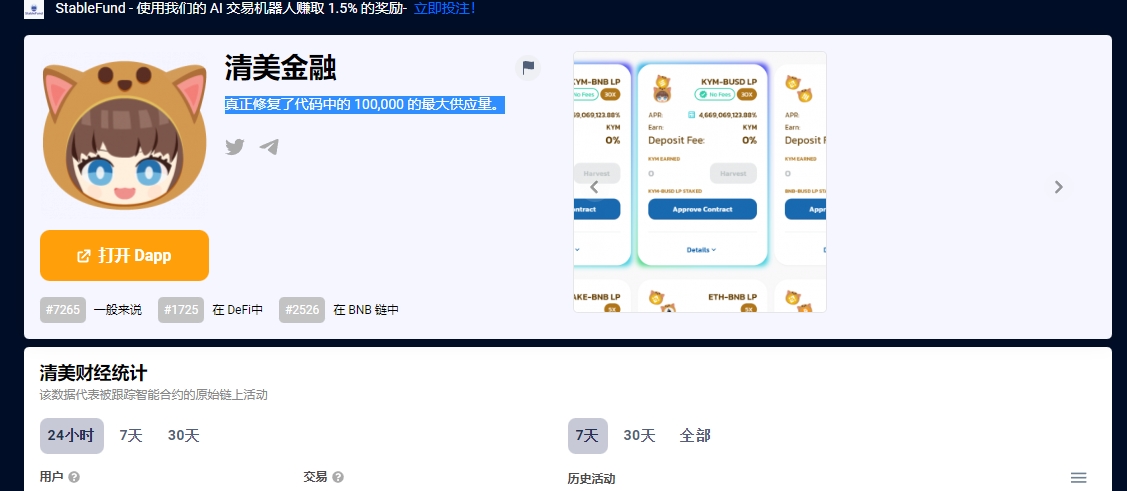 StableFund - 使用我们的 AI 交易机器人赚取 1.5% 的奖励- 立即投注!
清美金融
真正修复了代码中的 100,000 的最大供应量。
打开 Dapp
#7265 一般来说 #1725 在 DeFi中 #2526 在 BNB 链中
KYM-BNB LP
No Fees 30X
69,069,123.88%
KYM
0%
Harvest
ntract
KYM-BUSD LP
No Fees 30X
APR: 4,669,069,123.88%
Earn: KYM
Deposit Fee: 0%
KYM EARNED
0 Harvest
KYM-BUSD LP STAKED
Approve Contract
Details
APR:
Earn:
Deposit
KYM EARNED
0
BNB-BUSD LP ST
Appr
AKE-BNB LP
5X
ETH-BNB LP
5X
清美财经统计
该数据代表被跟踪智能合约的原始链上活动
24小时 7天 30天
7天 30天 全部
用户 ?
交易 ?
历史活动